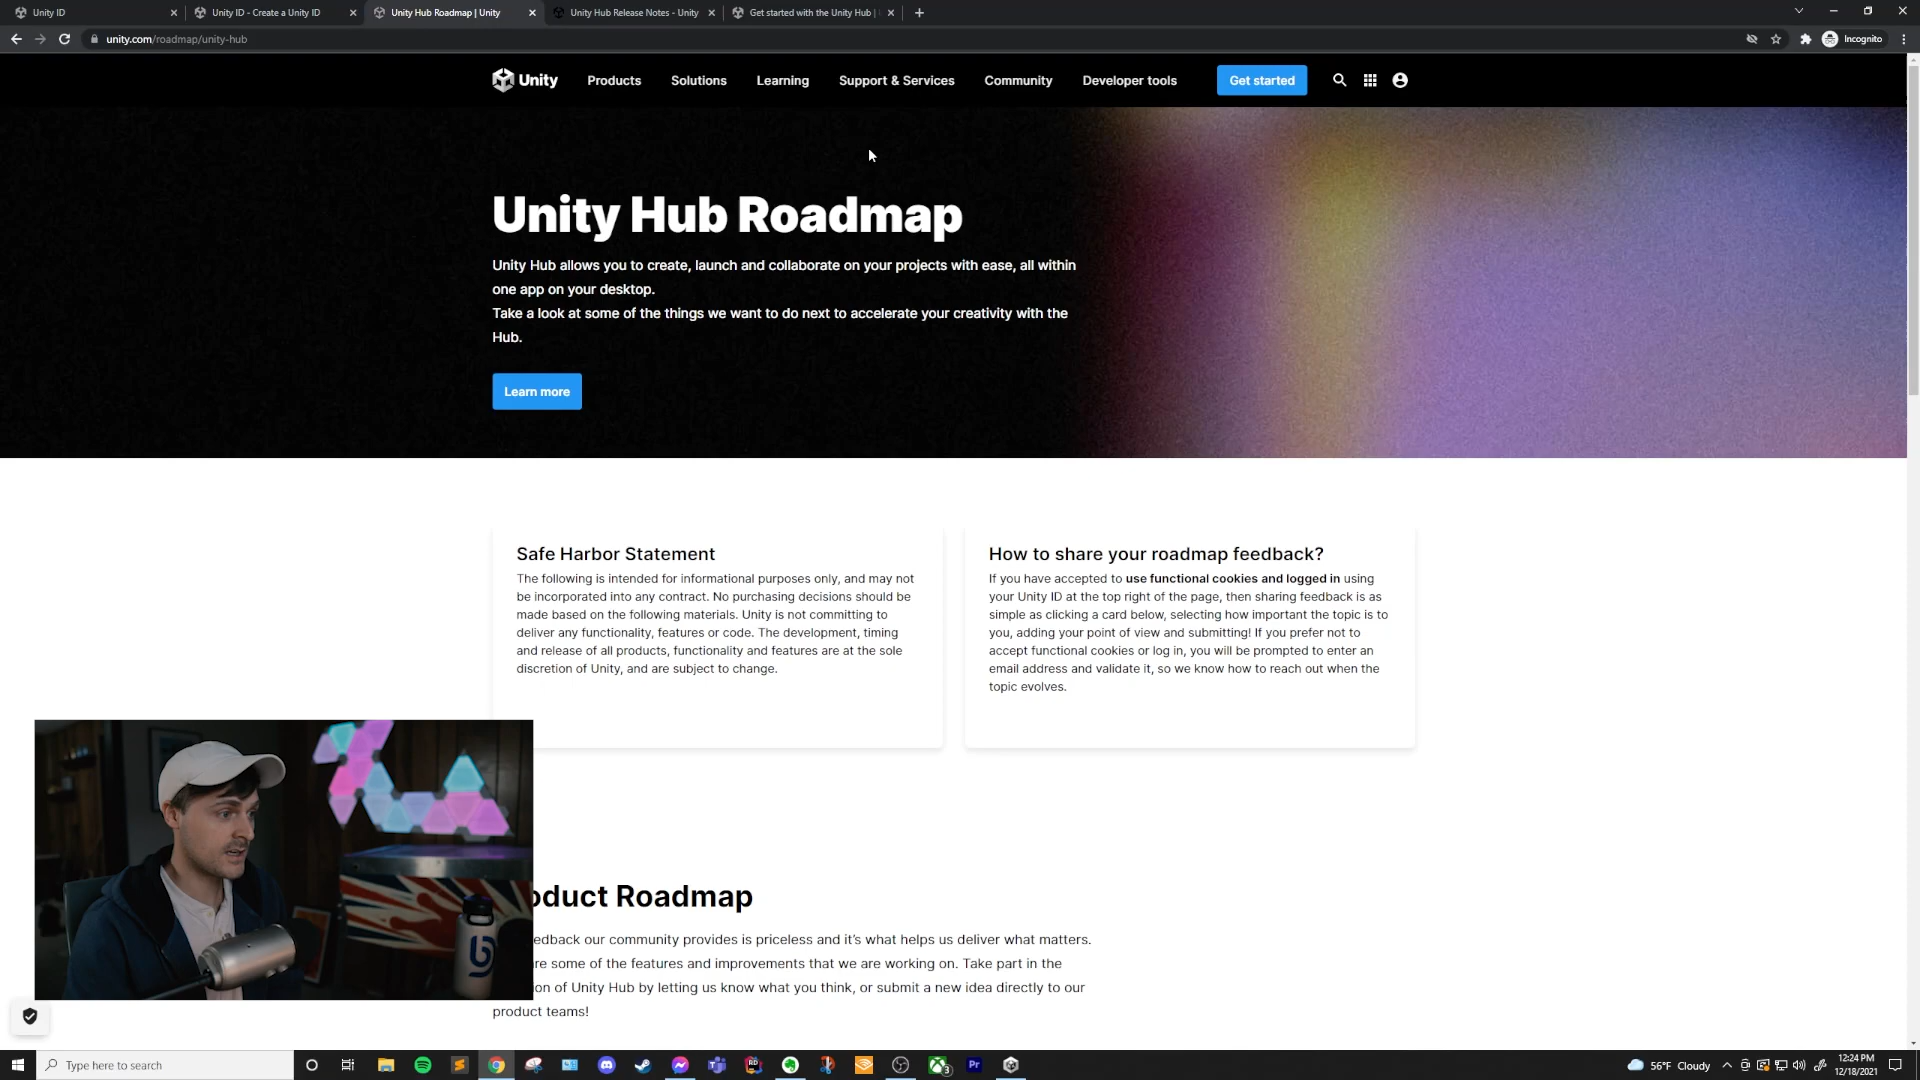 Unity ID
Unity ID - Create a Unity ID
Unity Hub Roadmap | Unity
Unity Hub Release Notes - Unity
Get started with the Unity Hub |
unity.com/roadmap/unity-hub
Incognito
Unity
Products
Solutions
Learning
Support & Services
Community
Developer tools
Get started
Unity Hub Roadmap
Unity Hub allows you to create, launch and collaborate on your projects with ease, all within
one app on your desktop.
Take a look at some of the things we want to do next to accelerate your creativity with the
Hub.
Learn more
Safe Harbor Statement
The following is intended for informational purposes only, and may not
be incorporated into any contract. No purchasing decisions should be
made based on the following materials. Unity is not committing to
deliver any functionality, features or code. The development, timing
and release of all products, functionality and features are at the sole
discretion of Unity, and are subject to change.
How to share your roadmap feedback?
If you have accepted to use functional cookies and logged in using
your Unity ID at the top right of the page, then sharing feedback is as
simple as clicking a card below, selecting how important the topic is to
you, adding your point of view and submitting! If you prefer not to
accept functional cookies or log in, you will be prompted to enter an
email address and validate it, so we know how to reach out when the
topic evolves.
oduct Roadmap
edback our community provides is priceless and it's what helps us deliver what matters.
re some of the features and improvements that we are working on. Take part in the
on of Unity Hub by letting us know what you think, or submit a new idea directly to our
product teams!
Type here to search
RD
3
Pr
56°F Cloudy
12:24 PM
12/18/2021